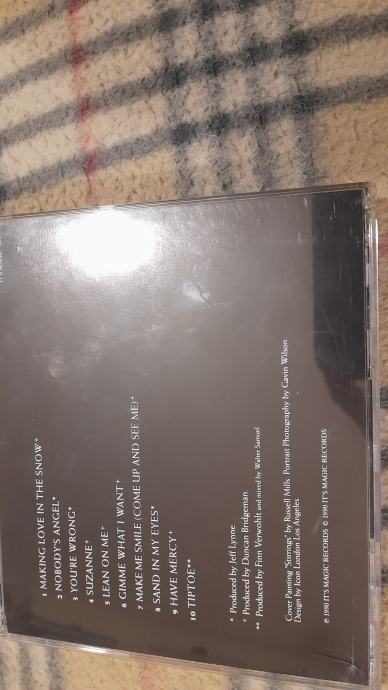 1 MAKING LOVE IN THE SNOW+
2 NOBODY'S ANGEL*
3 YOU'RE WRONG*
4 SUZANNE+
5 LEAN ON ME+
6 GIMME WHAT I WANT+
7 MAKE ME SMILE (COME UP AND SEE ME)+
8 SAND IN MY EYES*
9 HAVE MERCY+
10 TIPTOE**
* Produced by Jeff Lynne.
+ Produced by Duncan Bridgeman.
** Produced by Finn Verwohlt and mixed by Walter Samuel
Cover Painting "Stirrings" by Russell Mills. Portrait Photography by Gavin Wilson.
Design by Icon London Los Angeles.
℗ 1990 IT'S MAGIC RECORDS © 1990 IT'S MAGIC RECORDS